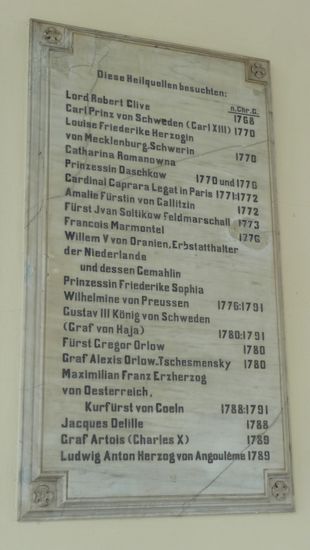 Diese Heilquellen besuchten:
n.Chr.G.
Lord Robert Clive 1768
Carl Prinz von Schweden (Carl XIII) 1770
Louise Friederike Herzogin
von Mecklenburg-Schwerin 1770
Catharina Romanowna
Prinzessin Daschkow 1770 und 1776
Cardinal Caprara Legat in Paris 1771:1772
Amalie Fürstin von Gallitzin 1772
Fürst Jvan Soltikow Feldmarschall 1773
Francois Marmontel 1776
Willem V von Oranien, Erbstatthalter
der Niederlande
und dessen Gemahlin
Prinzessin Friederike Sophia
Wilhelmine von Preussen 1776:1791
Gustav III König von Schweden
(Graf von Haja) 1780:1791
Fürst Gregor Orlow 1780
Graf Alexis Orlow-Tschesmensky 1780
Maximilian Franz Erzherzog
von Oesterreich,
Kurfürst von Coeln 1788:1791
Jacques Delille 1788
Graf Artois (Charles X) 1789
Ludwig Anton Herzog von Angoulème 1789